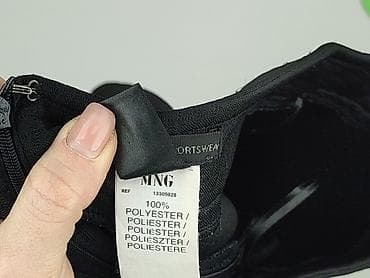 MNG
REF 13305028
100%
POLYESTER /
POLIESTER /
POLIESTER /
POLIÉSZTER /
POLIESTERE